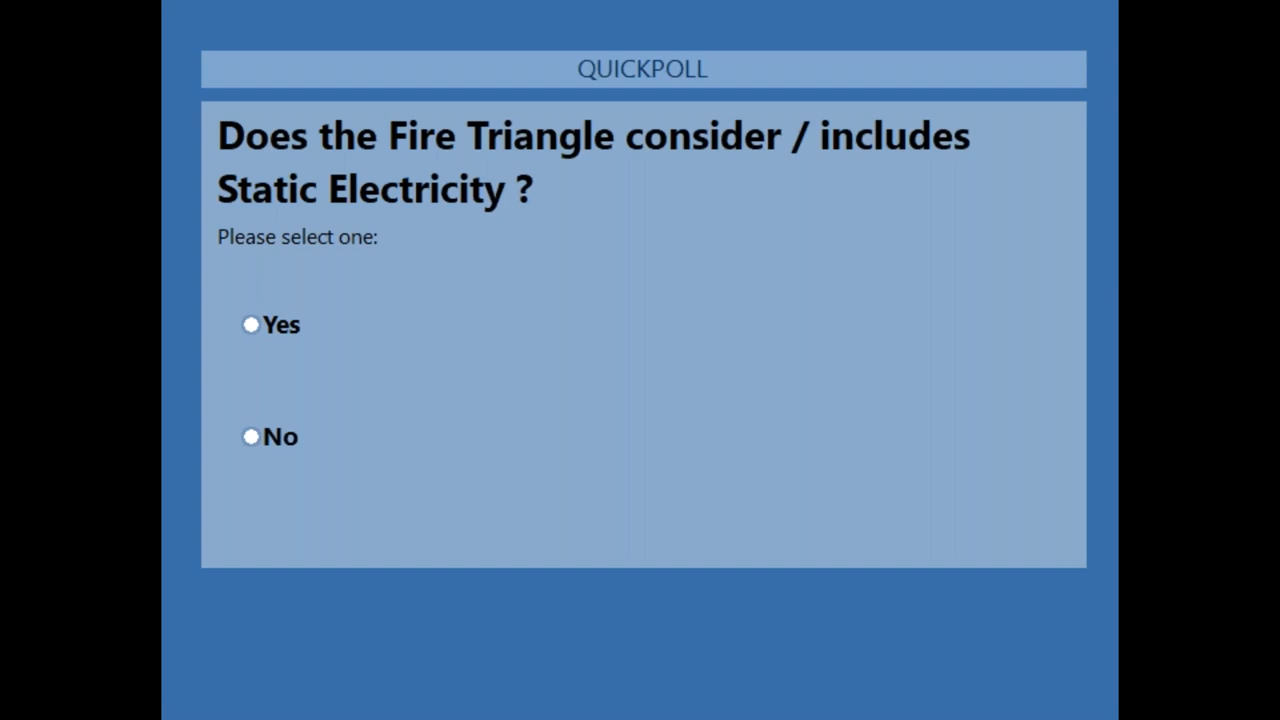 QUICKPOLL
Does the Fire Triangle consider / includes
Static Electricity ?
Please select one:
Yes
No